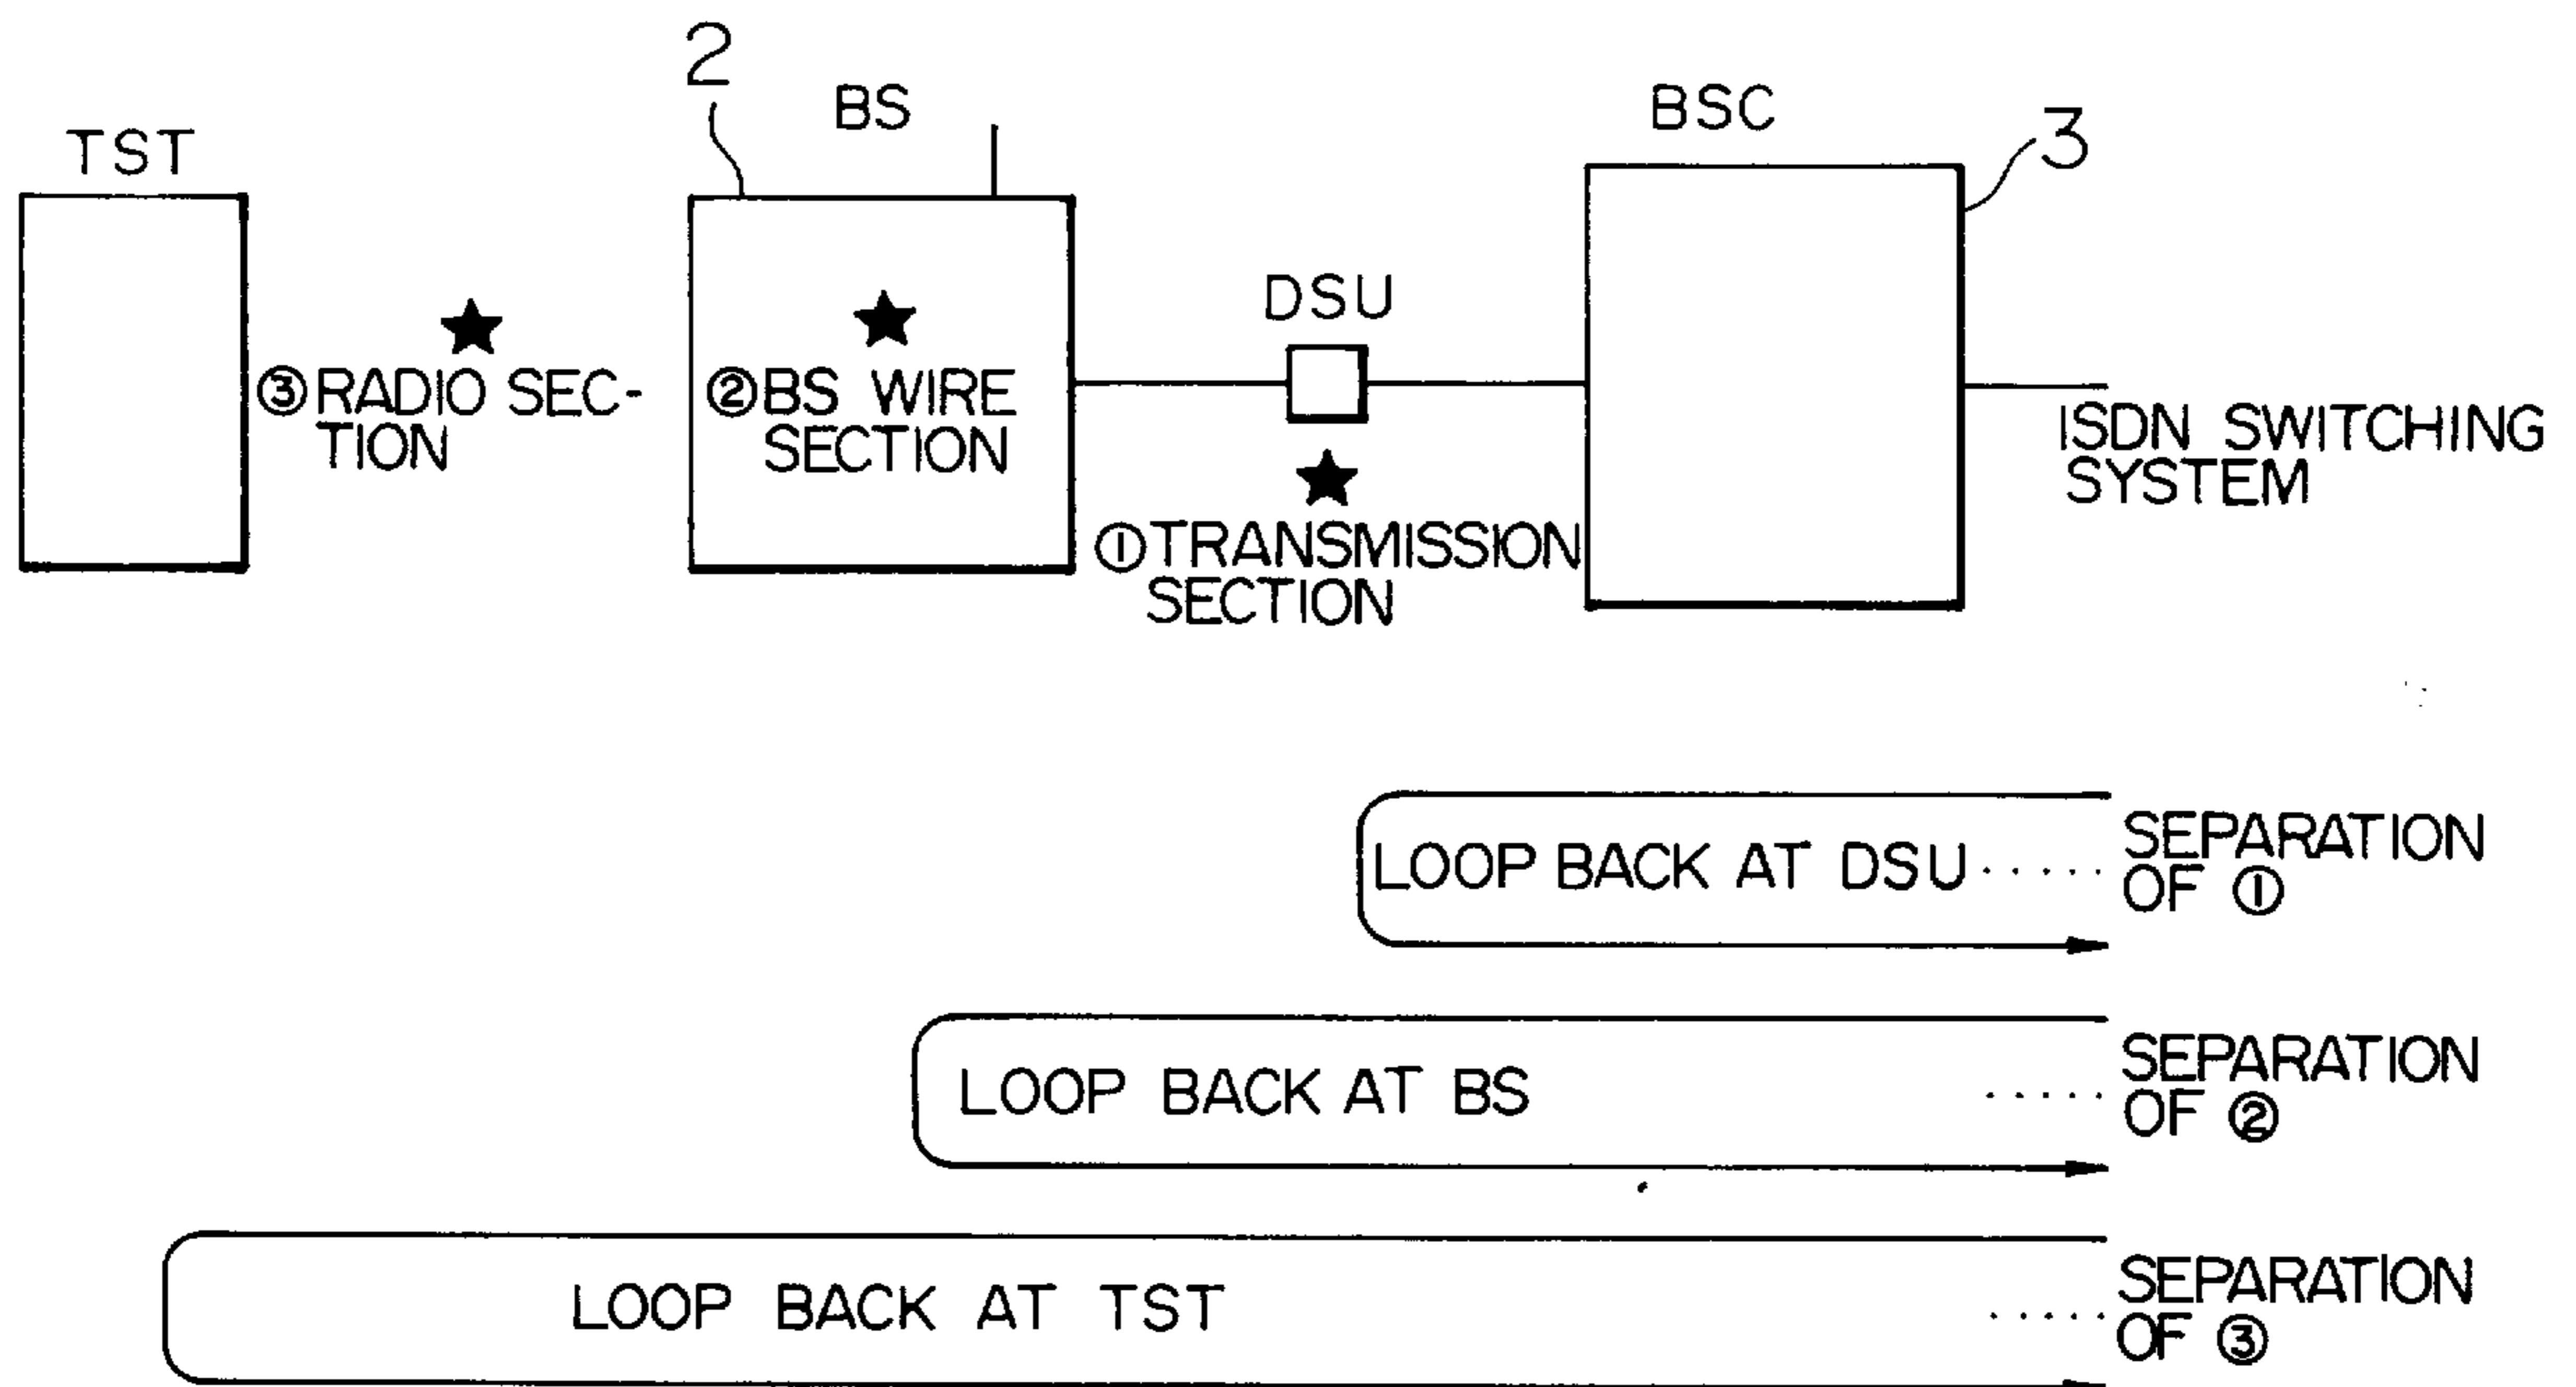 2
BS
BSC
3
TST
DSU
③RADIO SEC-
TION
②BS WIRE
SECTION
①TRANSMISSION
SECTION
ISDN SWITCHING
SYSTEM
LOOP BACK AT DSU ·····
SEPARATION
OF ①
LOOP BACK AT BS ·····
SEPARATION
OF ②
LOOP BACK AT TST ·····
SEPARATION
OF ③